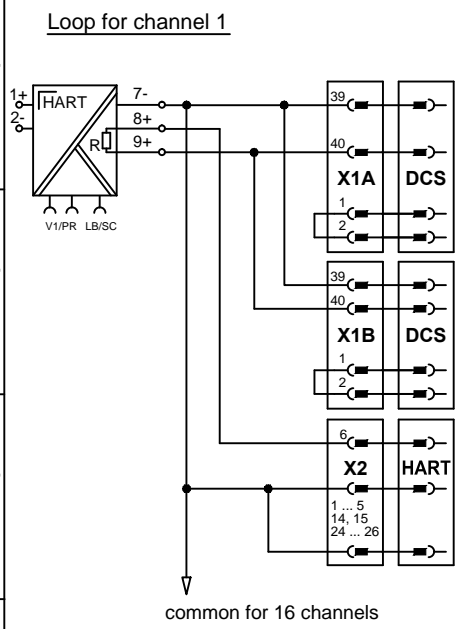 Loop for channel 1
1+
2-
HART
R
7-
8+
9+
V1/PR LB/SC
39
40
X1A DCS
1
2
39
40
X1B DCS
1
2
6
X2 HART
1 ... 5
14, 15
24 ... 26
common for 16 channels